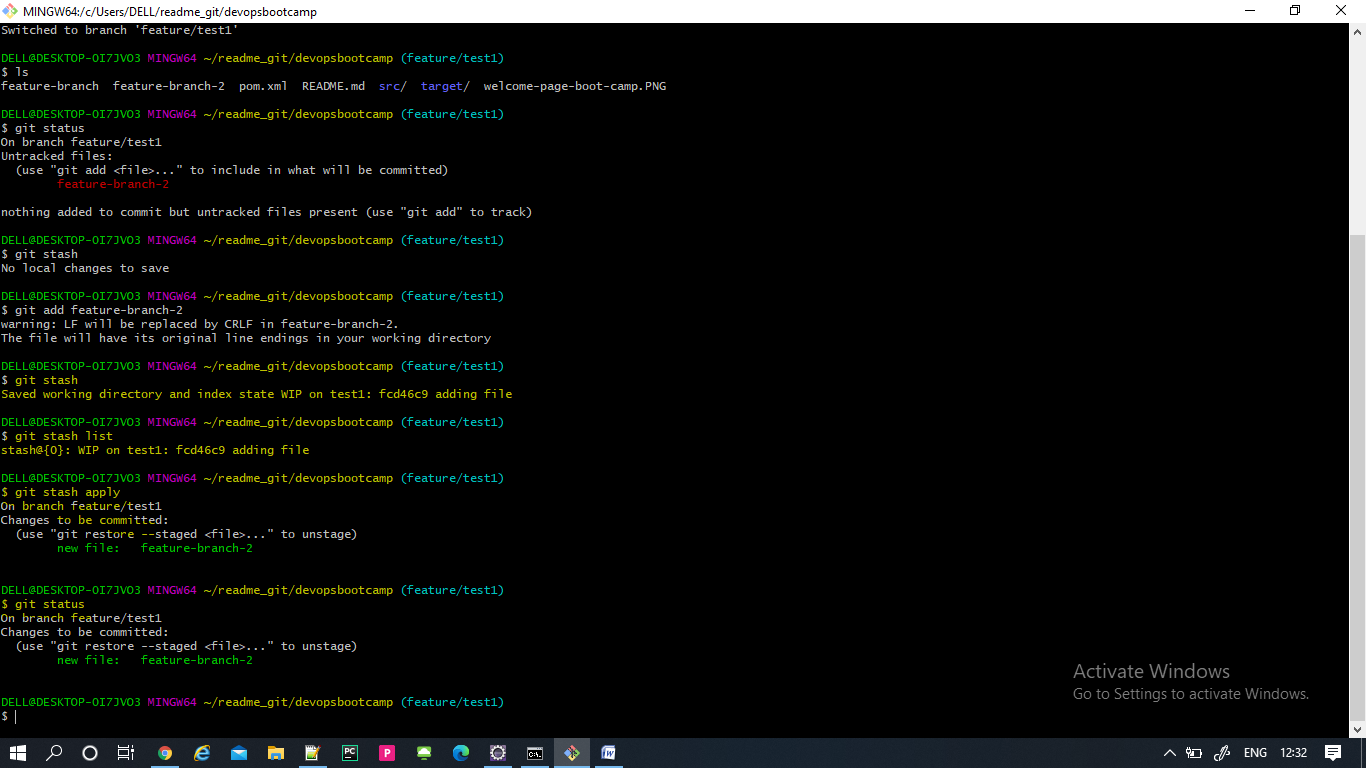 MINGW64:/c/Users/DELL/readme_git/devopsbootcamp
Switched to branch 'feature/test1'
DELL@DESKTOP-OI7JVO3 MINGW64 ~/readme_git/devopsbootcamp (feature/test1)
$ ls
feature-branch  feature-branch-2  pom.xml  README.md  src/  target/  welcome-page-boot-camp.PNG
DELL@DESKTOP-OI7JVO3 MINGW64 ~/readme_git/devopsbootcamp (feature/test1)
$ git status
On branch feature/test1
Untracked files:
  (use "git add <file>..." to include in what will be committed)
        feature-branch-2
nothing added to commit but untracked files present (use "git add" to track)
DELL@DESKTOP-OI7JVO3 MINGW64 ~/readme_git/devopsbootcamp (feature/test1)
$ git stash
No local changes to save
DELL@DESKTOP-OI7JVO3 MINGW64 ~/readme_git/devopsbootcamp (feature/test1)
$ git add feature-branch-2
warning: LF will be replaced by CRLF in feature-branch-2.
The file will have its original line endings in your working directory
DELL@DESKTOP-OI7JVO3 MINGW64 ~/readme_git/devopsbootcamp (feature/test1)
$ git stash
Saved working directory and index state WIP on test1: fcd46c9 adding file
DELL@DESKTOP-OI7JVO3 MINGW64 ~/readme_git/devopsbootcamp (feature/test1)
$ git stash list
stash@{0}: WIP on test1: fcd46c9 adding file
DELL@DESKTOP-OI7JVO3 MINGW64 ~/readme_git/devopsbootcamp (feature/test1)
$ git stash apply
On branch feature/test1
Changes to be committed:
  (use "git restore --staged <file>..." to unstage)
        new file:   feature-branch-2
DELL@DESKTOP-OI7JVO3 MINGW64 ~/readme_git/devopsbootcamp (feature/test1)
$ git status
On branch feature/test1
Changes to be committed:
  (use "git restore --staged <file>..." to unstage)
        new file:   feature-branch-2
DELL@DESKTOP-OI7JVO3 MINGW64 ~/readme_git/devopsbootcamp (feature/test1)
$
Activate Windows
Go to Settings to activate Windows.
PC
P
C:\.
W
ENG
12:32